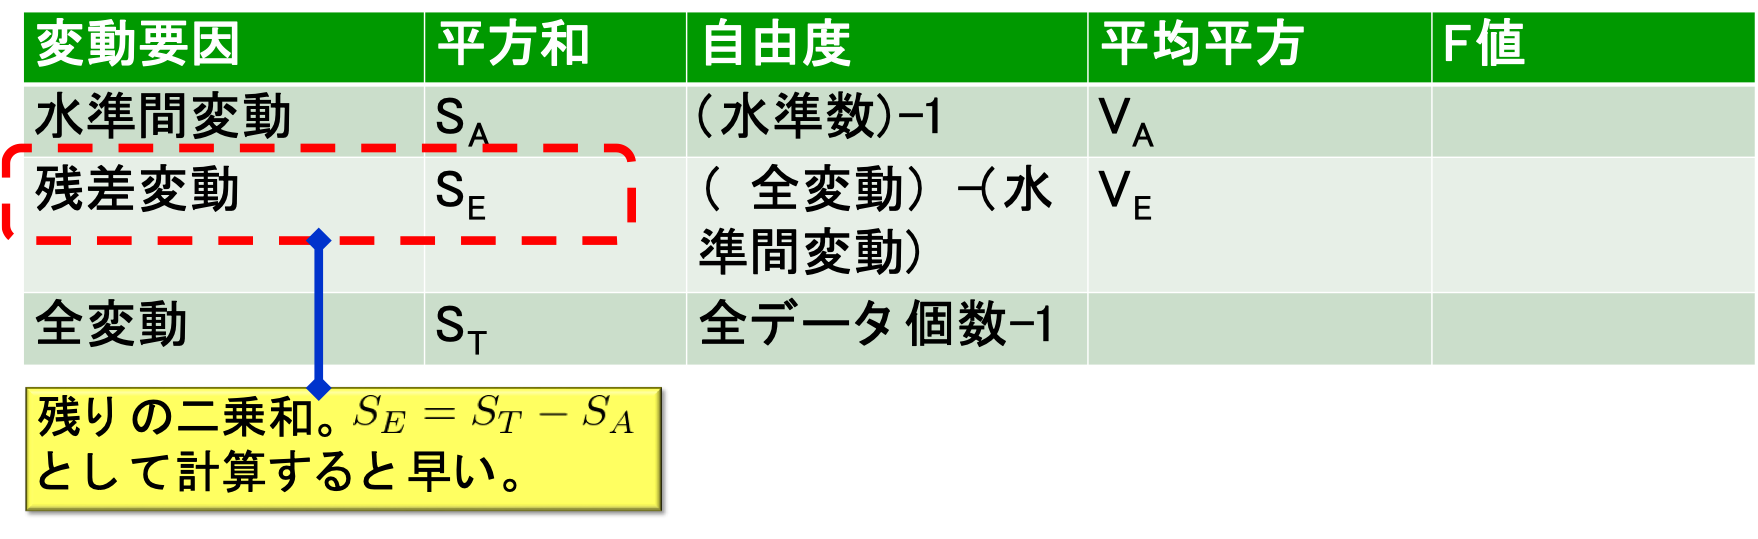 変動要因 平方和 自由度 平均平方 F値
水準間変動 S_A (水準数)-1 V_A
残差変動 S_E ( 全変動) -(水
準間変動) V_E
全変動 S_T 全データ個数-1
残りの二乗和。S_E = S_T − S_A
として計算すると早い。